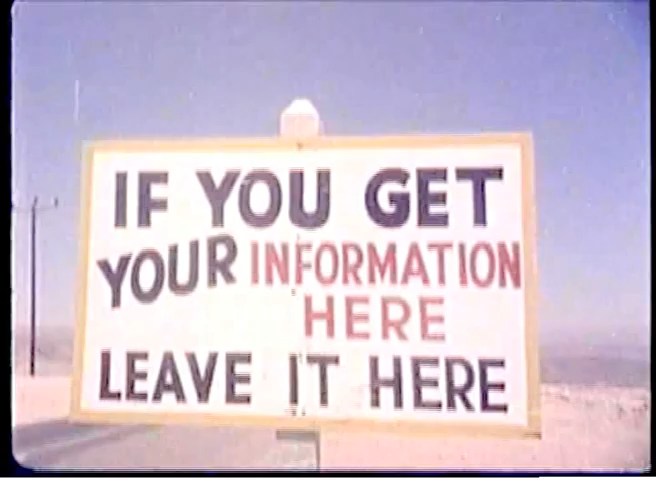 IF YOU GET
YOUR INFORMATION
HERE
LEAVE IT HERE